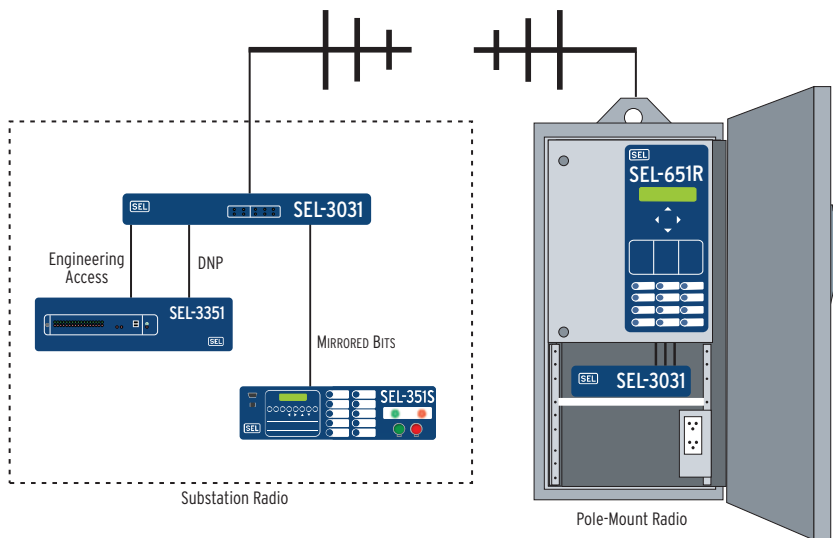 SEL
SEL-3031
Engineering
Access
DNP
SEL-3351
SEL
MIRRORED BITS
SEL-351S
SEL
Substation Radio
SEL
SEL-651R
SEL
SEL-3031
Pole-Mount Radio